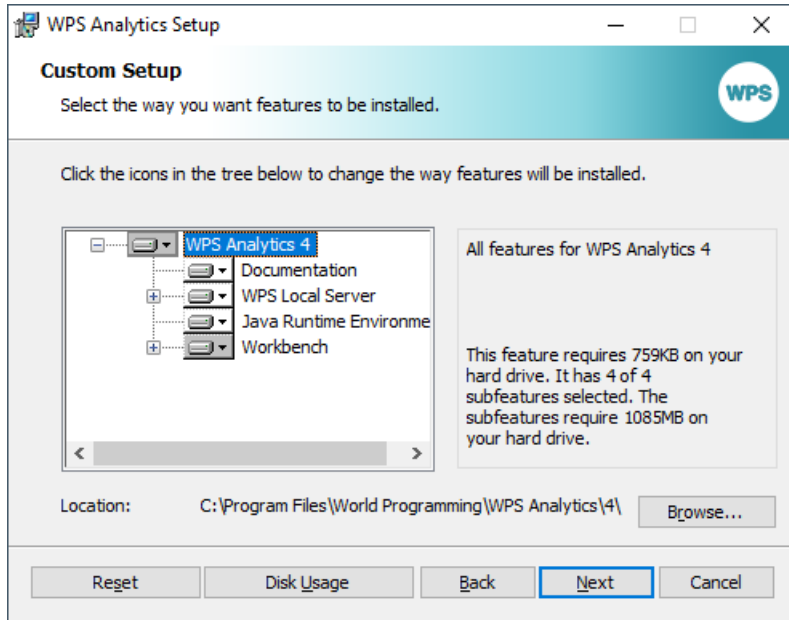 WPS Analytics Setup
Custom Setup
Select the way you want features to be installed.
WPS
Click the icons in the tree below to change the way features will be installed.
WPS Analytics 4
Documentation
WPS Local Server
Java Runtime Environme
Workbench
All features for WPS Analytics 4
This feature requires 759KB on your
hard drive. It has 4 of 4
subfeatures selected. The
subfeatures require 1085MB on
your hard drive.
Location: C:\Program Files\World Programming\WPS Analytics\4\ Browse...
Reset Disk Usage Back Next Cancel